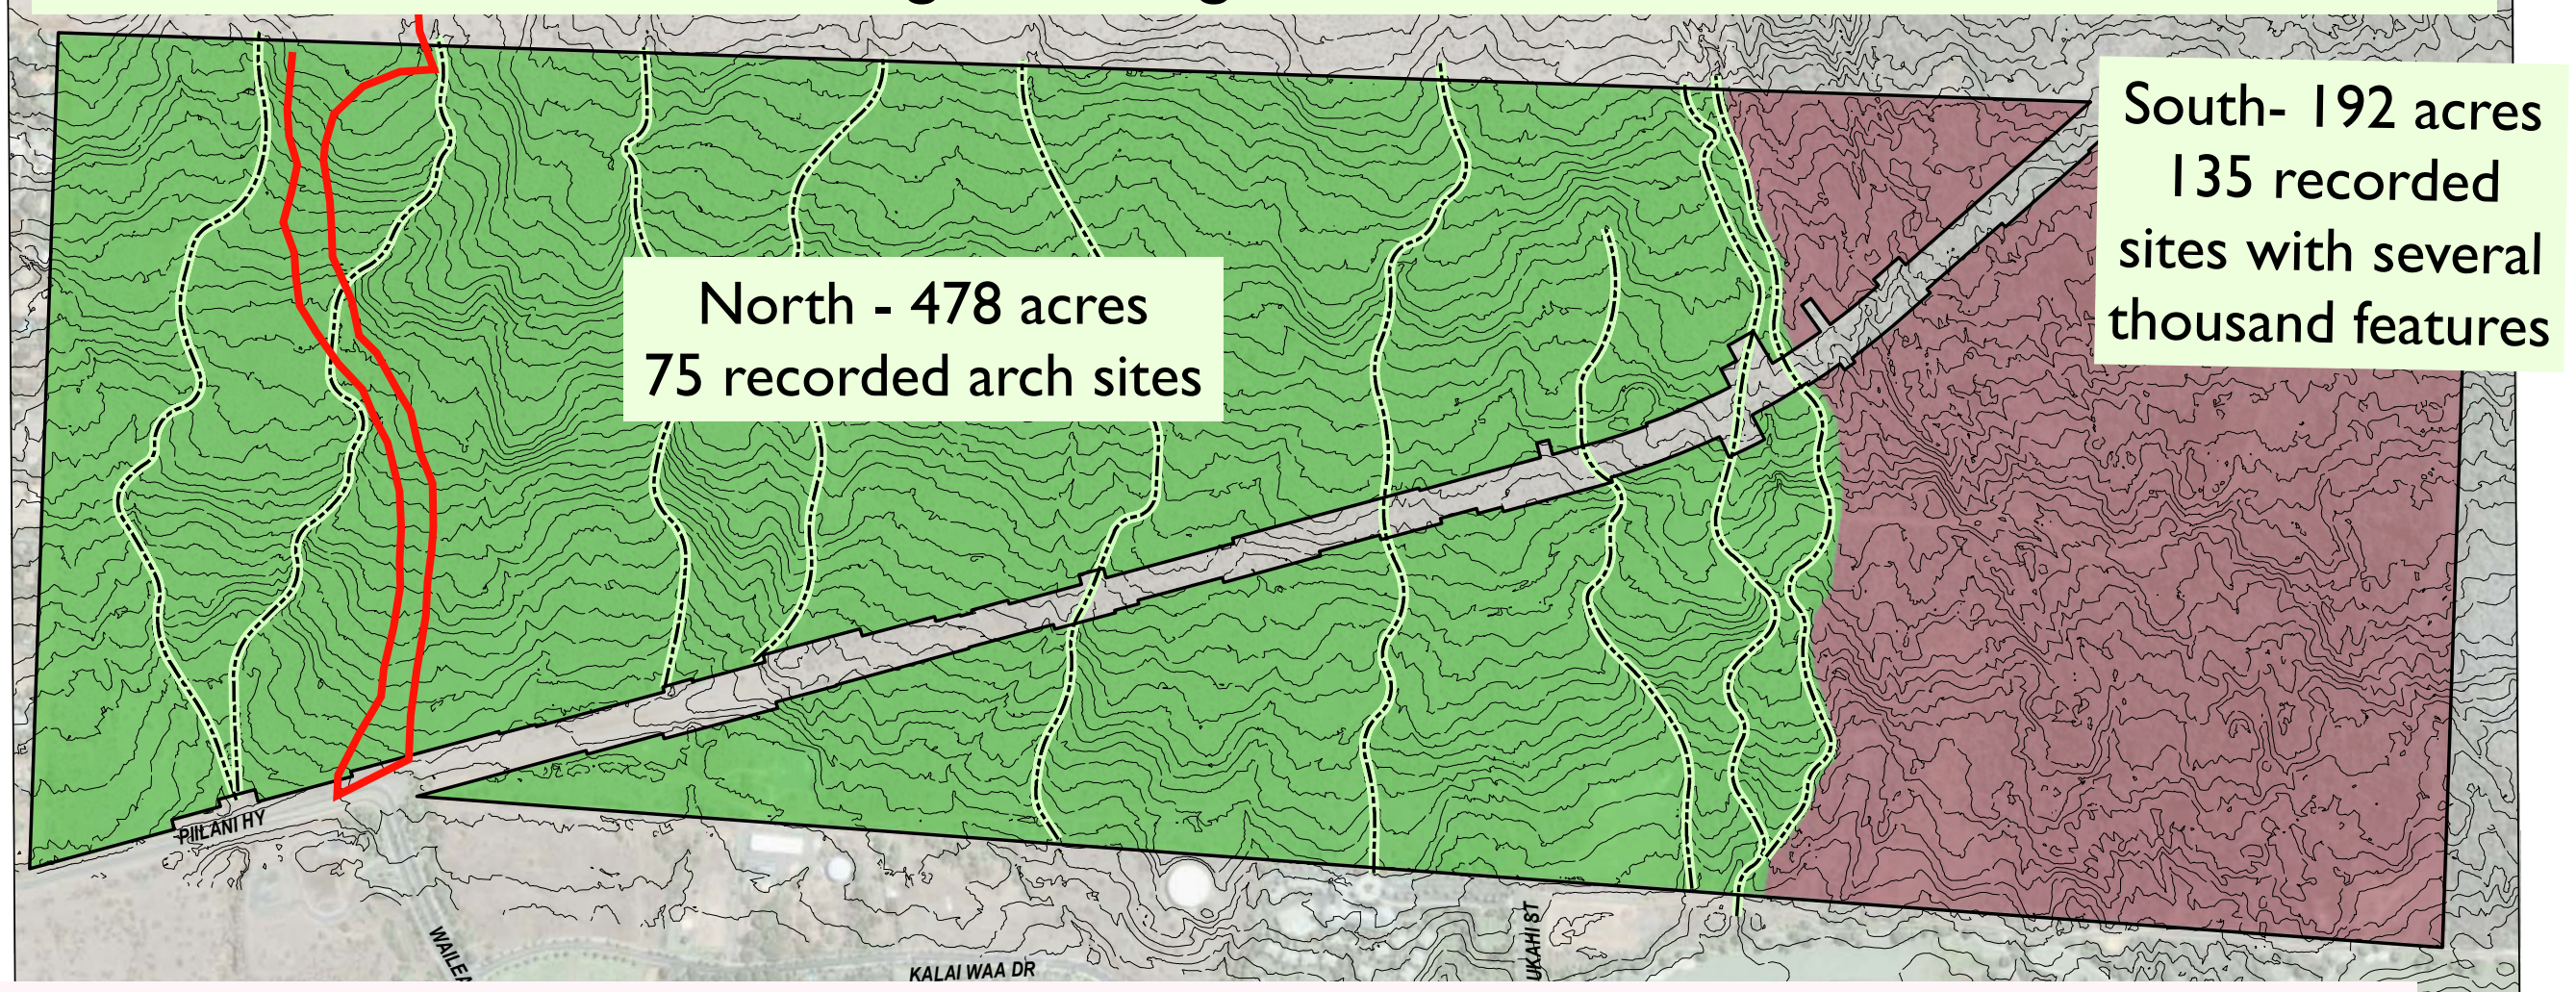 South- 192 acres
135 recorded
sites with several
thousand features
North - 478 acres
75 recorded arch sites
PIILANI HY
KALAI WAA DR